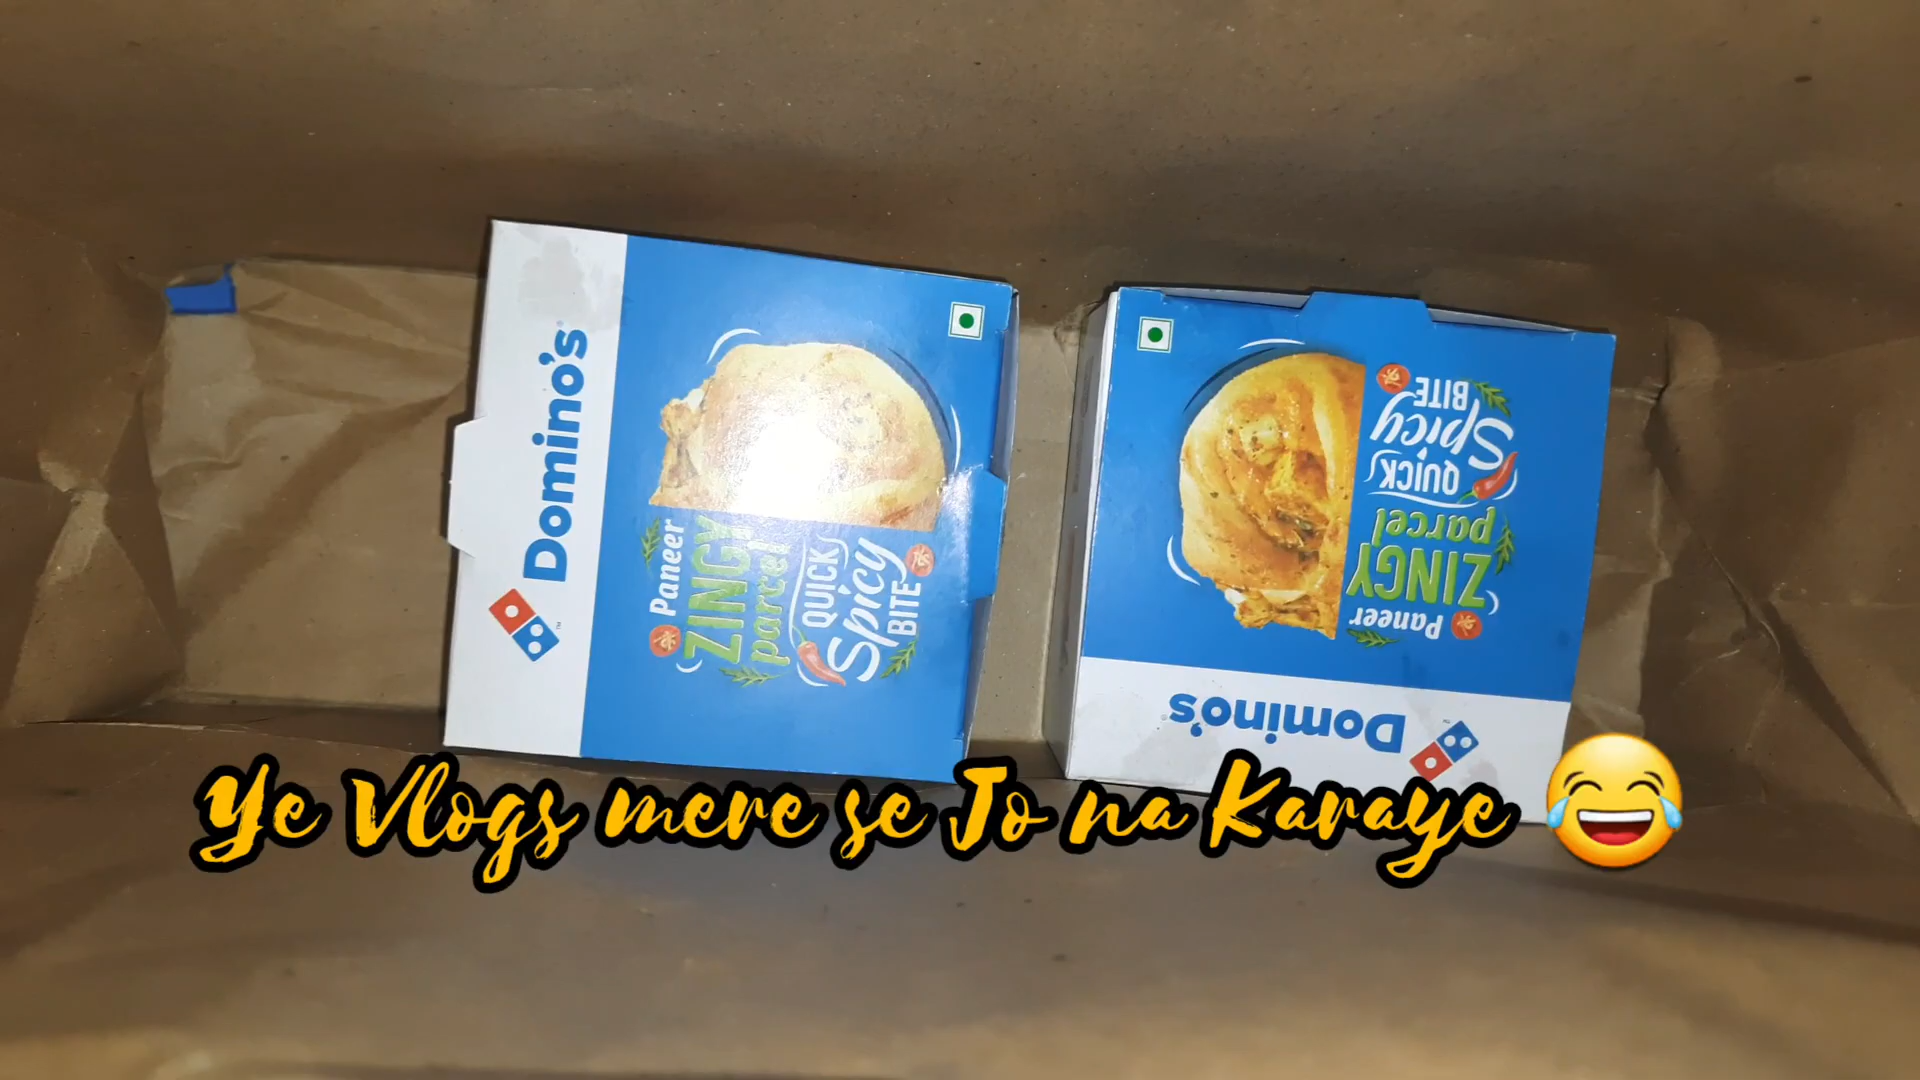 Domino's
Paneer
ZINGY
parcel
QUICK
Spicy
BITE
Paneer
ZINGY
parcel
QUICK
Spicy
BITE
Domino's
Ye Vlogs mere se Jo na Karaye 😂